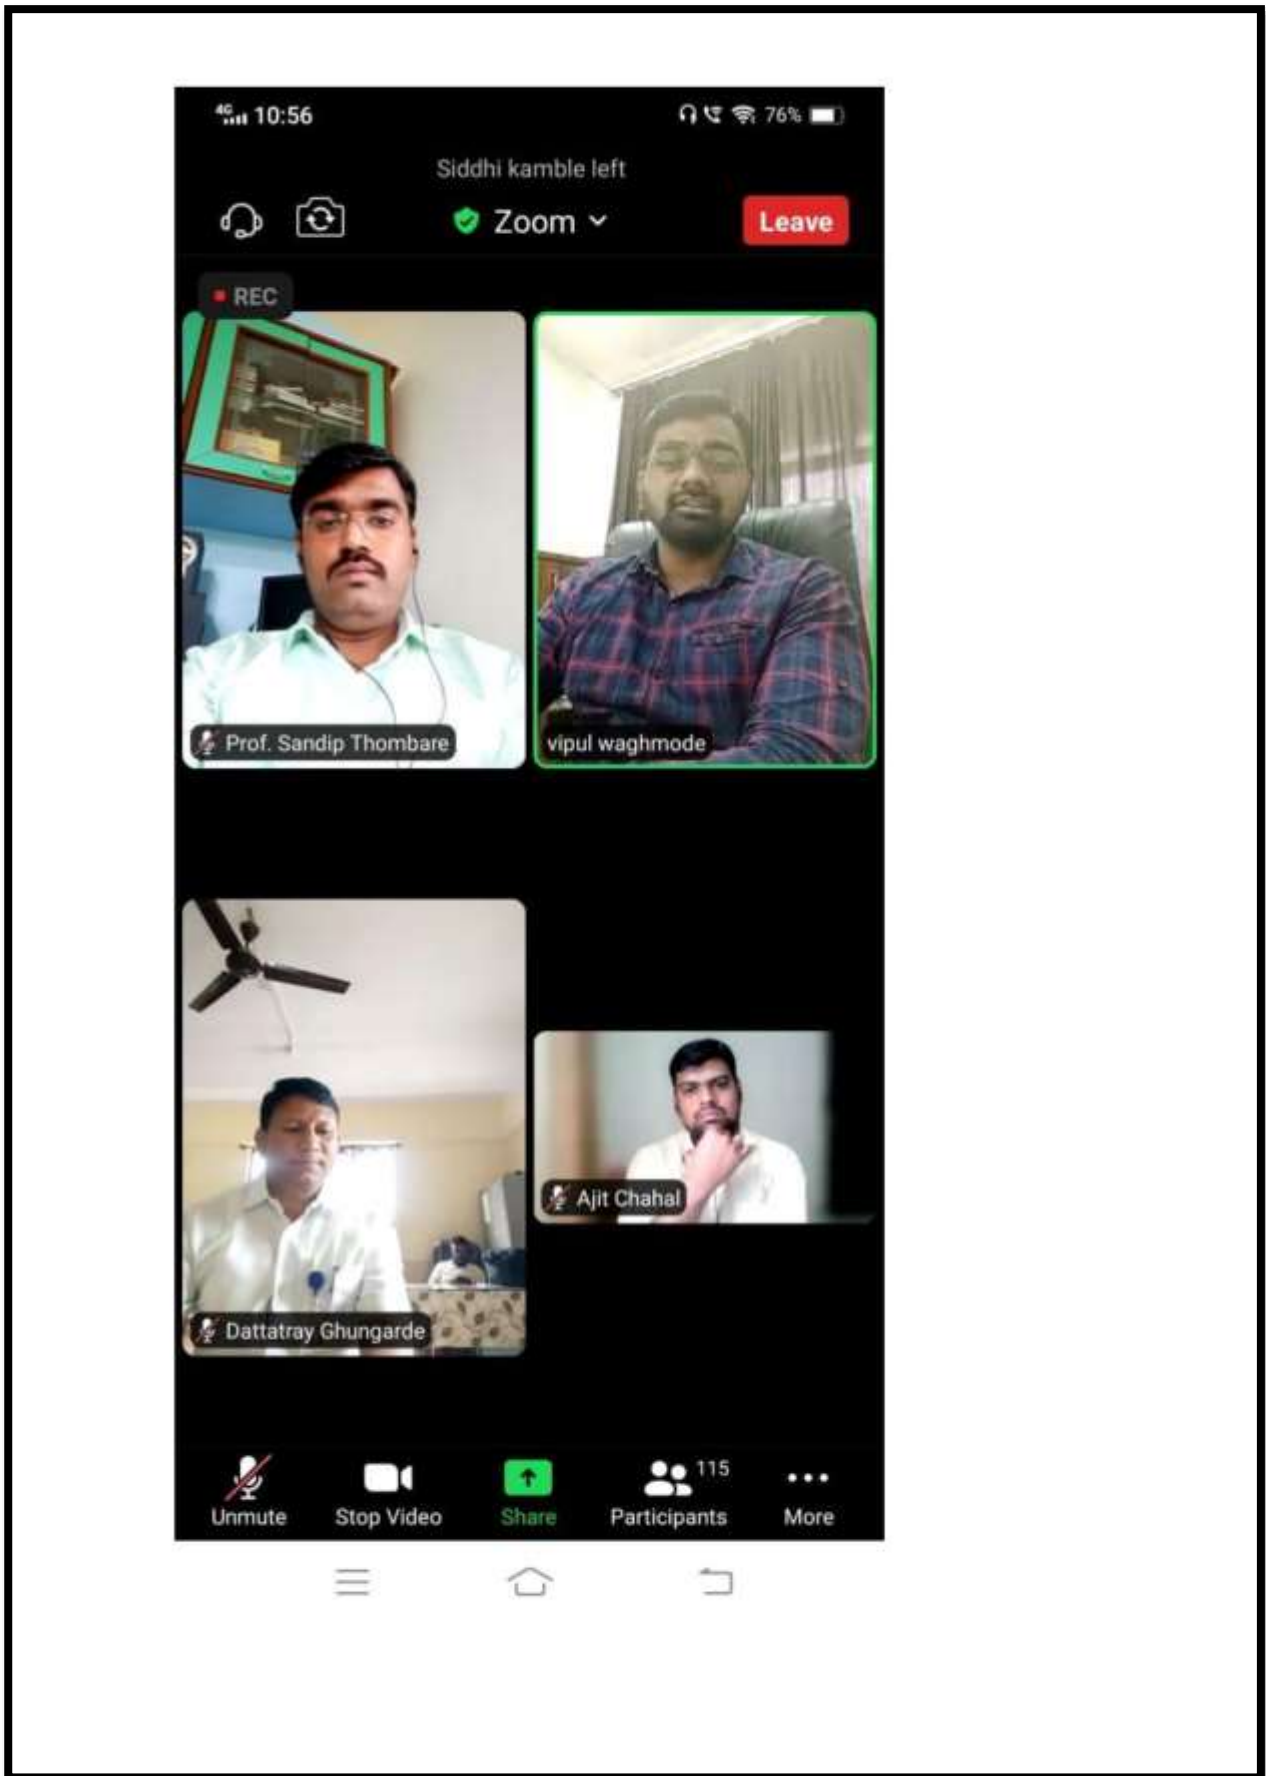 4G 10:56 76%
Siddhi kamble left
Zoom Leave
REC
Prof. Sandip Thombare
vipul waghmode
Ajit Chahal
Dattatray Ghungarde
115
Unmute Stop Video Share Participants More